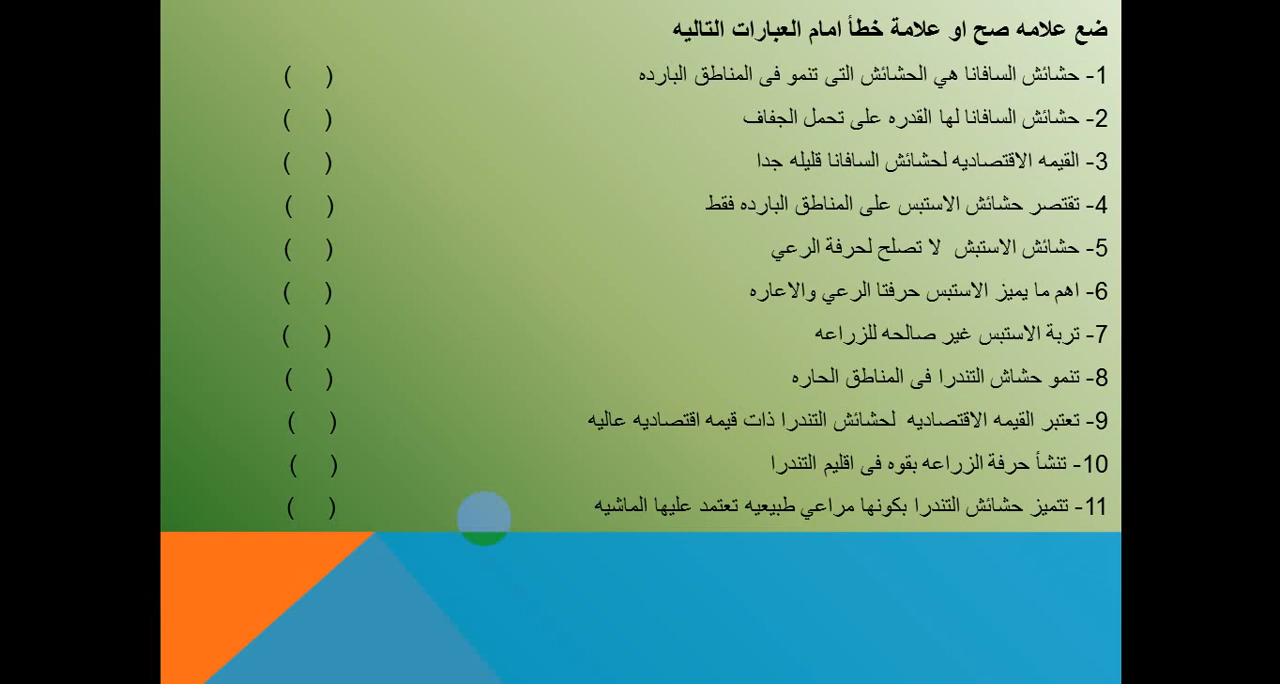 ضع علامه صح او علامة خطأ امام العبارات التاليه
1- حشائش السافانا هي الحشائش التى تنمو فى المناطق البارده ( )
2- حشائش السافانا لها القدره على تحمل الجفاف ( )
3- القيمه الاقتصاديه لحشائش السافانا قليله جدا ( )
4- تقتصر حشائش الاستبس على المناطق البارده فقط ( )
5- حشائش الاستبش لا تصلح لحرفة الرعي ( )
6- اهم ما يميز الاستبس حرفتا الرعي والاعاره ( )
7- تربة الاستبس غير صالحه للزراعه ( )
8- تنمو حشاش التندرا فى المناطق الحاره ( )
9- تعتبر القيمه الاقتصاديه لحشائش التندرا ذات قيمه اقتصاديه عاليه ( )
10- تنشأ حرفة الزراعه بقوه فى اقليم التندرا ( )
11- تتميز حشائش التندرا بكونها مراعي طبيعيه تعتمد عليها الماشيه ( )